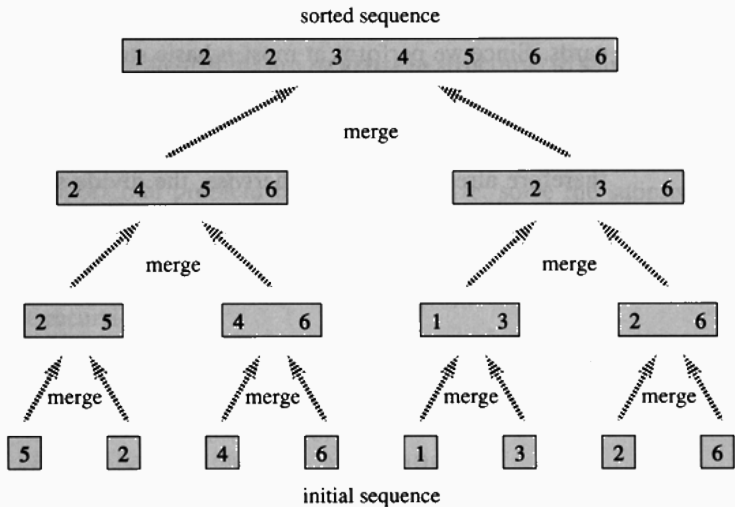 sorted sequence
1 2 2 3 4 5 6 6
merge
2 4 5 6
1 2 3 6
merge
merge
2 5
4 6
1 3
2 6
merge
merge
merge
merge
5
2
4
6
1
3
2
6
initial sequence